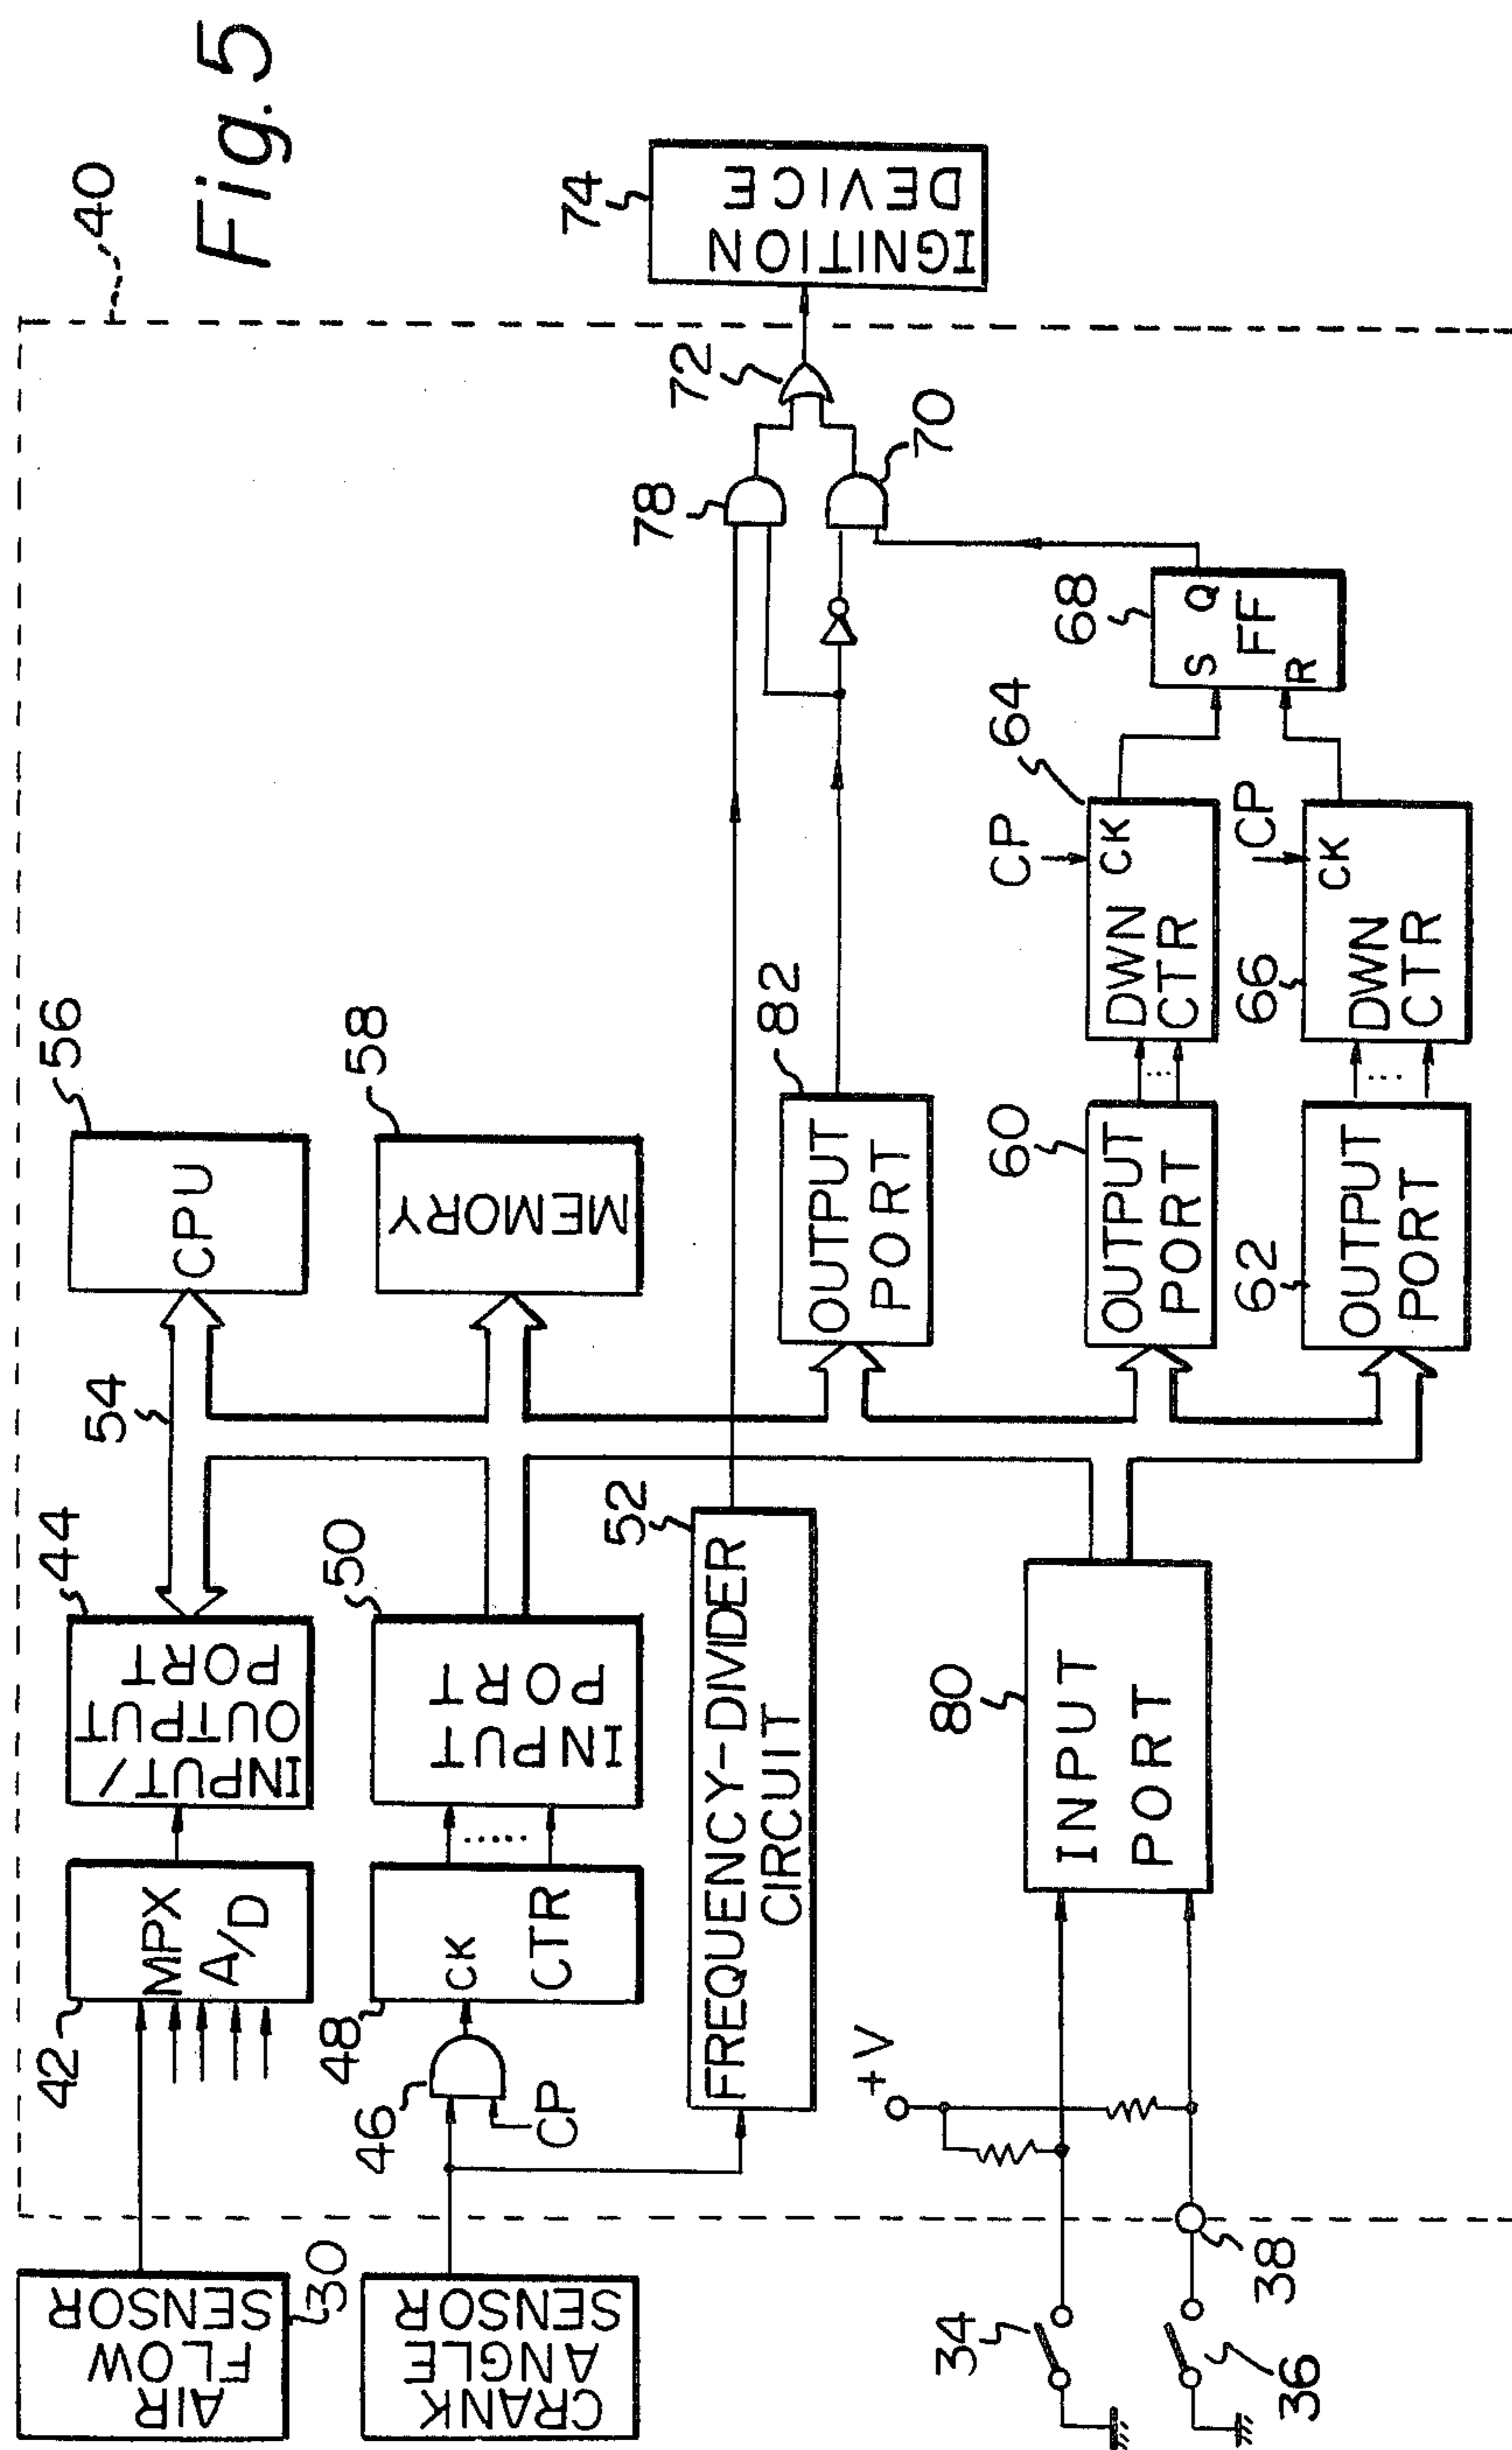 Fig. 5
40
AIR
FLOW
SENSOR
30
42
MPX
A/D
44
INPUT/
OUTPUT
PORT
54
56
CPU
CRANK
ANGLE
SENSOR
46
CP
48
CK
CTR
50
INPUT
PORT
58
MEMORY
52
FREQUENCY-DIVIDER
CIRCUIT
78
72
74
IGNITION
DEVICE
82
OUTPUT
PORT
70
+V
80
INPUT
PORT
34
36
38
60
OUTPUT
PORT
CP
64
CK
DWN
CTR
68
S
Q
FF
R
62
OUTPUT
PORT
66
CP
CK
DWN
CTR